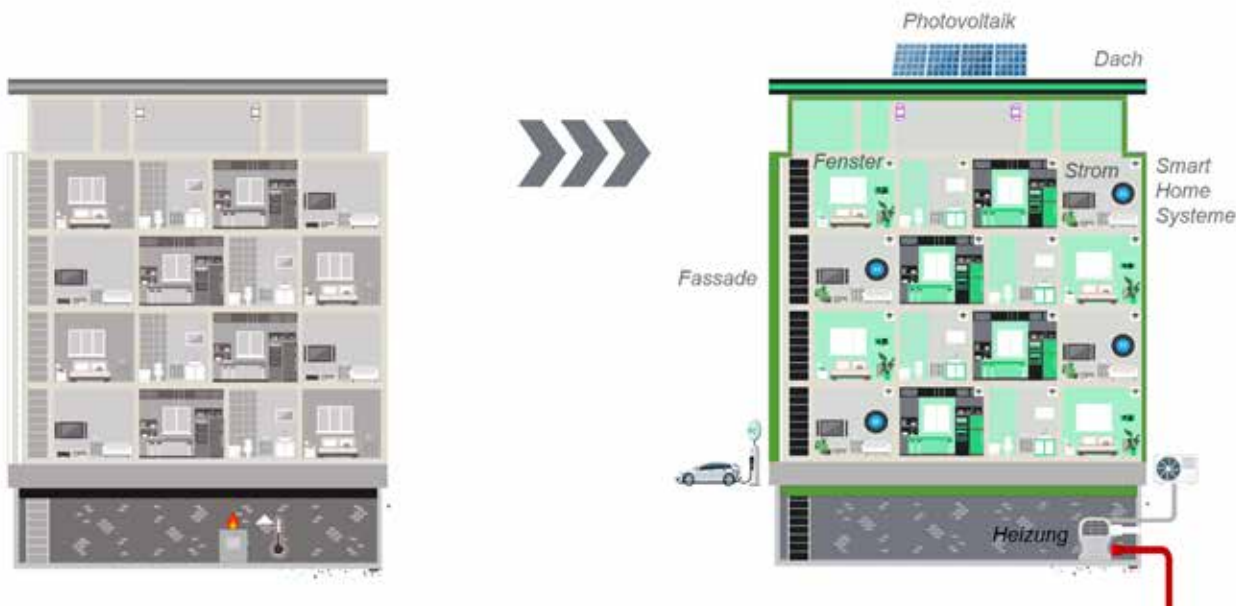 Photovoltaik
Dach
Fenster
Strom
Smart
Home
Systeme
Fassade
Heizung